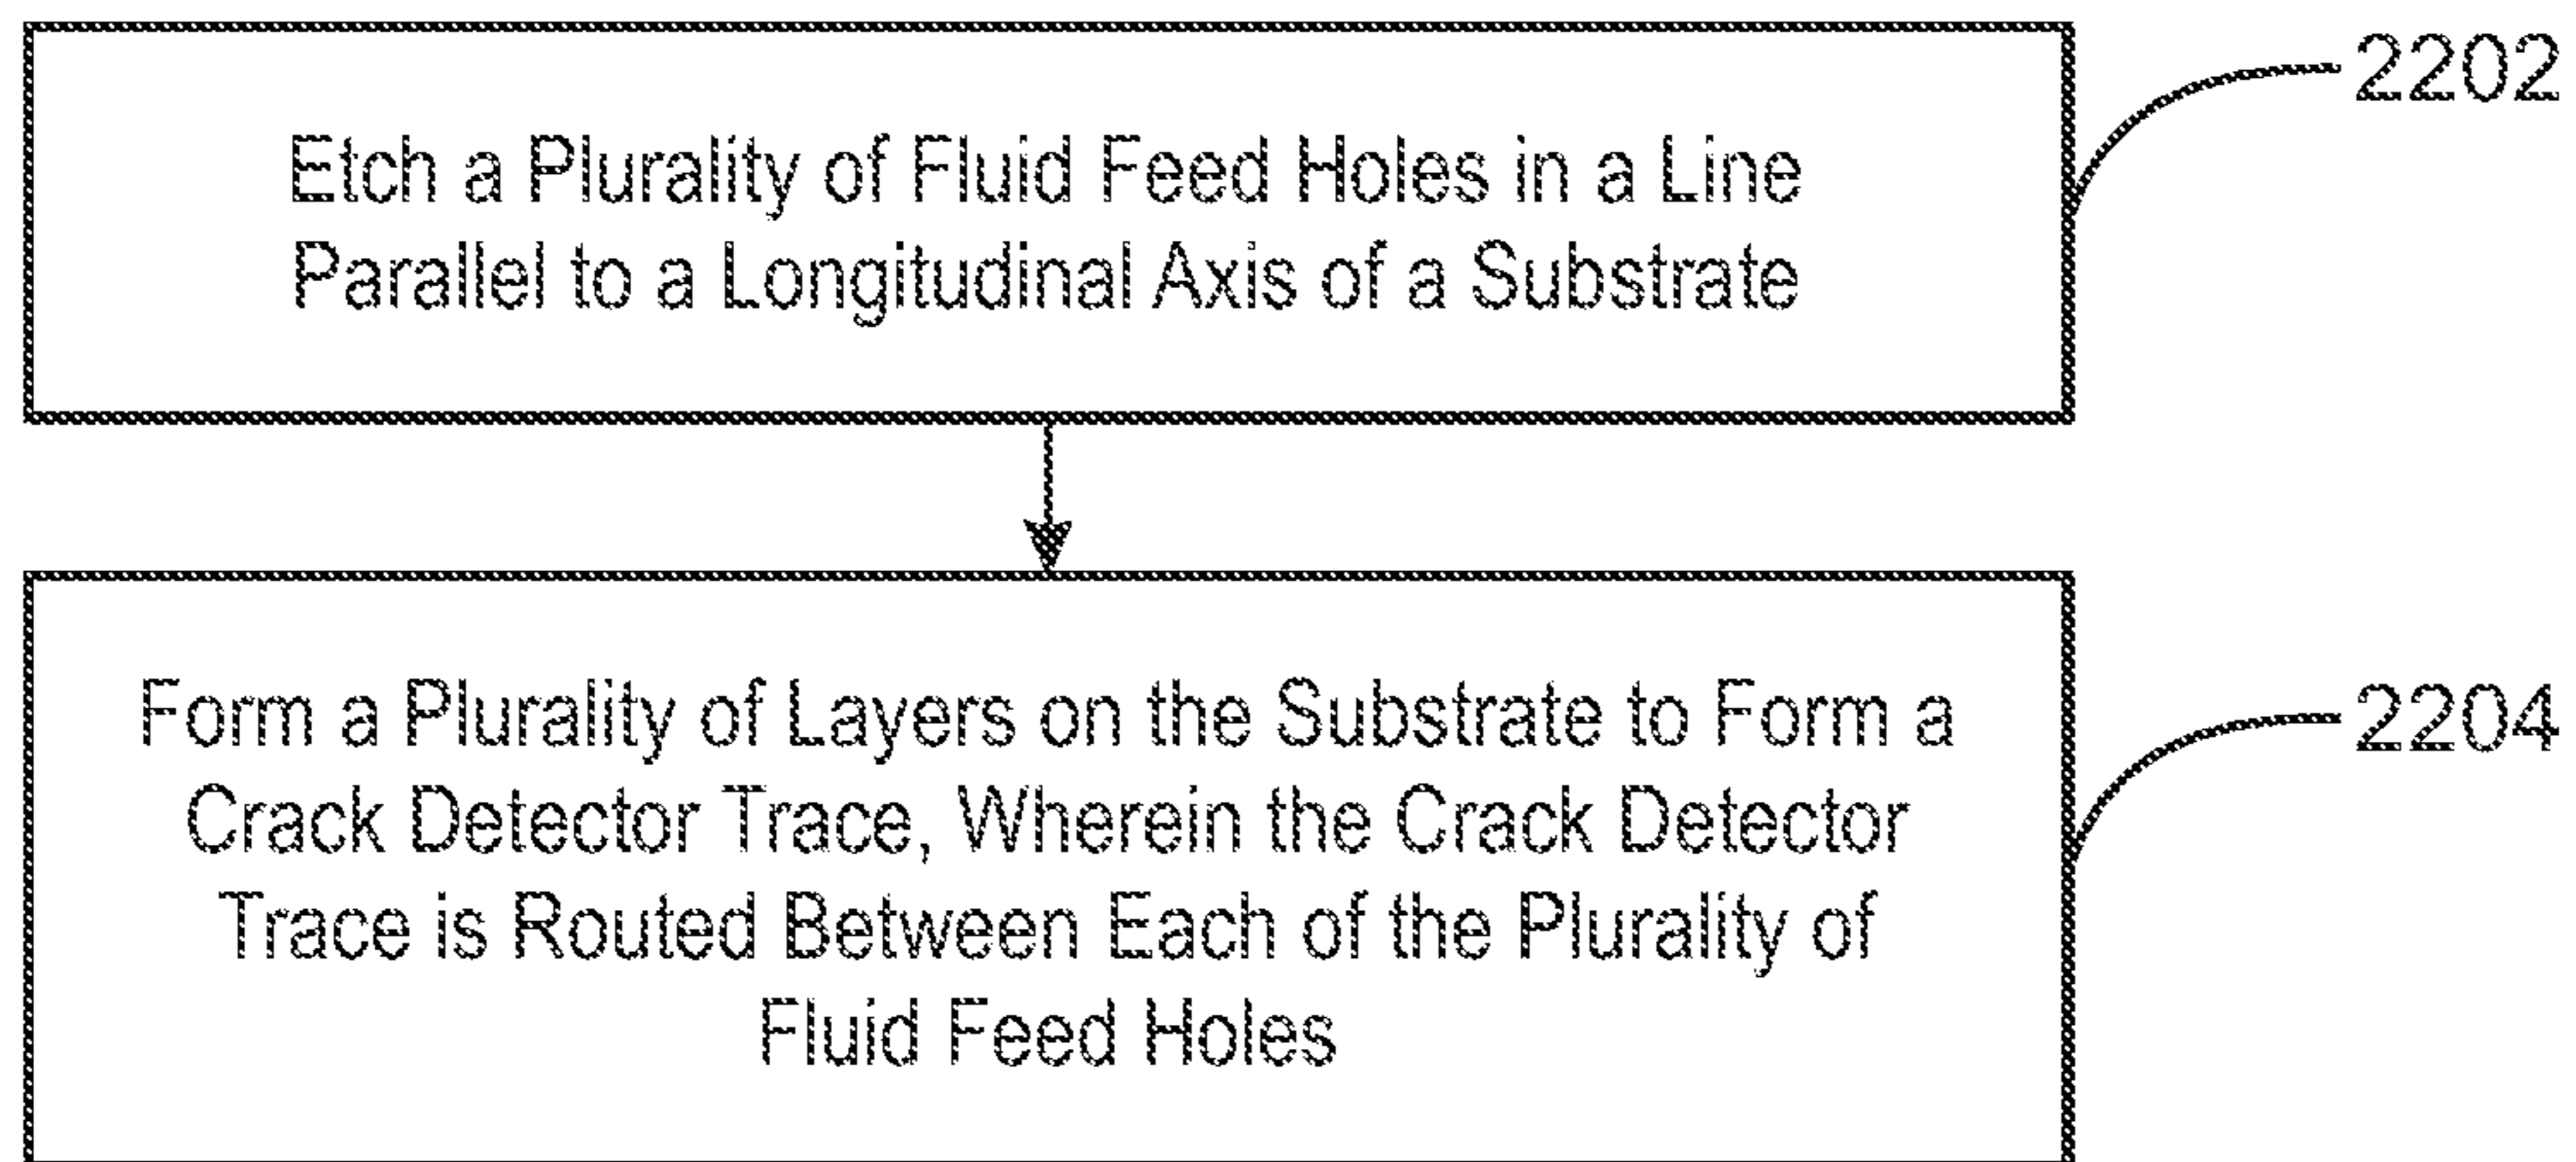 2202
Etch a Plurality of Fluid Feed Holes in a Line
Parallel to a Longitudinal Axis of a Substrate
2204
Form a Plurality of Layers on the Substrate to Form a
Crack Detector Trace, Wherein the Crack Detector
Trace is Routed Between Each of the Plurality of
Fluid Feed Holes